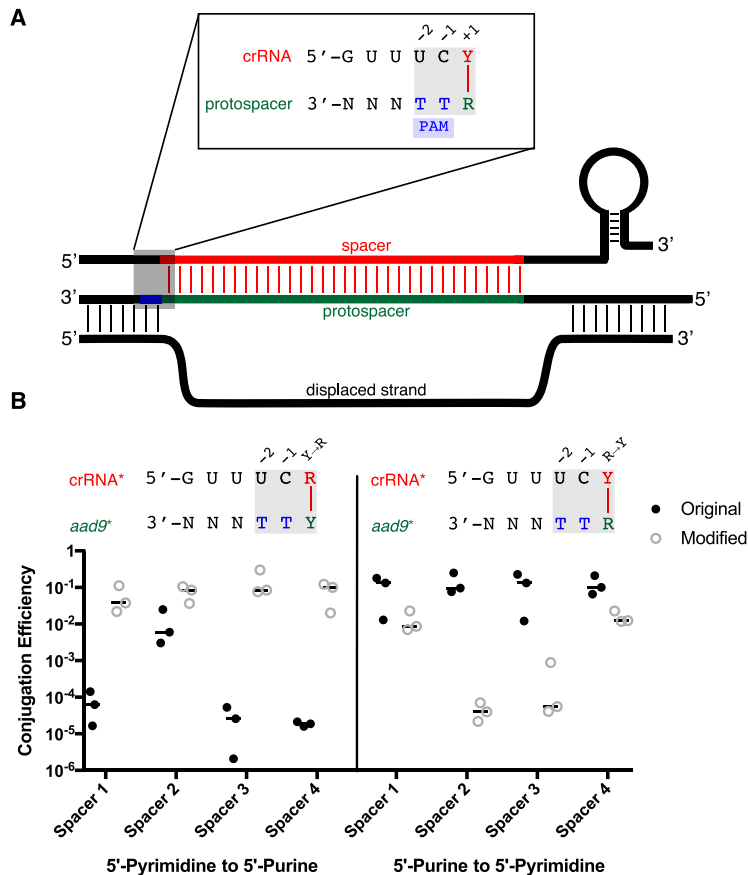 A
-2 -1 +1
crRNA 5'-G U U U C Y
protospacer 3'-N N N T T R
PAM
spacer
5' 3'
3' 5'
protospacer
5' 3'
displaced strand
B
-2 -1 Y→R
crRNA* 5'-G U U U C R
aad9* 3'-N N N T T Y
-2 -1 R→Y
crRNA* 5'-G U U U C Y
aad9* 3'-N N N T T R
Original
Modified
Conjugation Efficiency
1
10-1
10-2
10-3
10-4
10-5
10-6
Spacer 1 Spacer 2 Spacer 3 Spacer 4
Spacer 1 Spacer 2 Spacer 3 Spacer 4
5'-Pyrimidine to 5'-Purine
5'-Purine to 5'-Pyrimidine